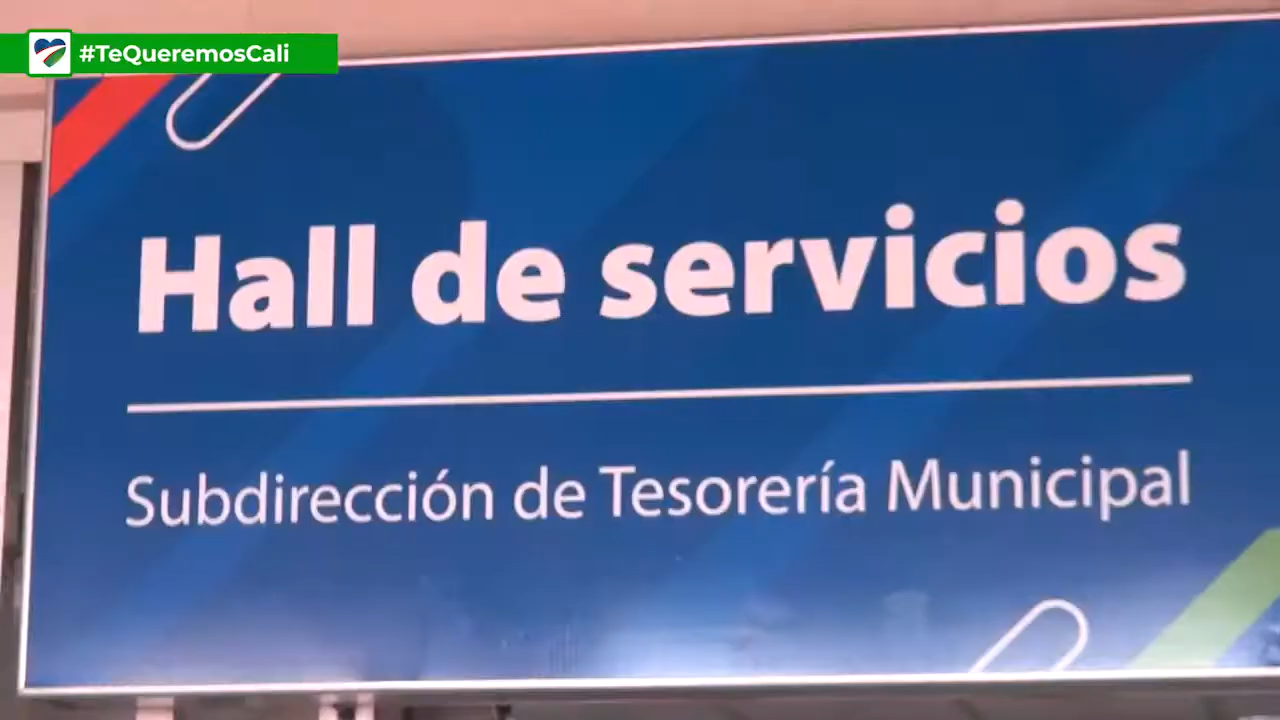 #TeQueremosCali
Hall de servicios
Subdirección de Tesorería Municipal